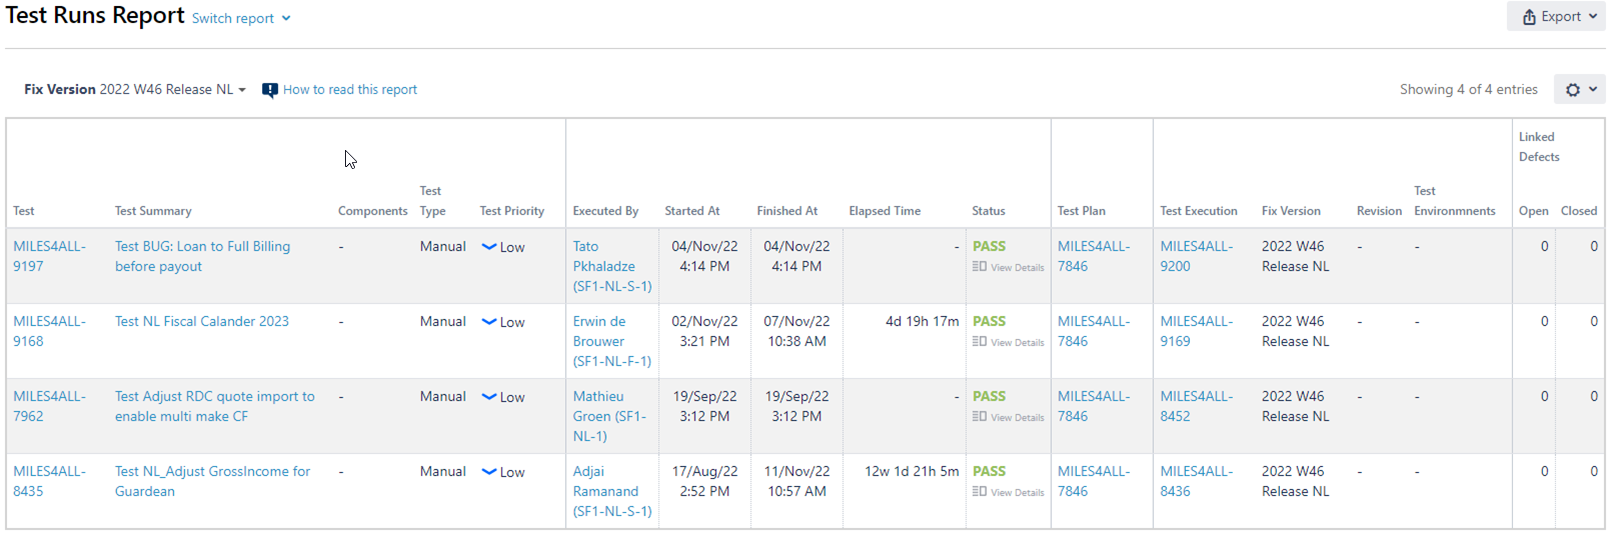 Test Runs Report Switch report
Export
Fix Version 2022 W46 Release NL How to read this report Showing 4 of 4 entries
Linked
Defects
Test Test
Test Test Summary Components Type Test Priority Executed By Started At Finished At Elapsed Time Status Test Plan Test Execution Fix Version Revision Environmnents Open Closed
MILES4ALL- Test BUG: Loan to Full Billing - Manual Low Tato 04/Nov/22 04/Nov/22 - PASS MILES4ALL- MILES4ALL- 2022 W46 - - 0 0
9197 before payout Pkhaladze 4:14 PM 4:14 PM View Details 7846 9200 Release NL
(SF1-NL-S-1)
MILES4ALL- Test NL Fiscal Calander 2023 - Manual Low Erwin de 02/Nov/22 07/Nov/22 4d 19h 17m PASS MILES4ALL- MILES4ALL- 2022 W46 - - 0 0
9168 Brouwer 3:21 PM 10:38 AM View Details 7846 9169 Release NL
(SF1-NL-F-1)
MILES4ALL- Test Adjust RDC quote import to - Manual Low Mathieu 19/Sep/22 19/Sep/22 - PASS MILES4ALL- MILES4ALL- 2022 W46 - - 0 0
7962 enable multi make CF Groen (SF1- 3:12 PM 3:12 PM View Details 7846 8452 Release NL
NL-1)
MILES4ALL- Test NL_Adjust GrossIncome for - Manual Low Adjai 17/Aug/22 11/Nov/22 12w 1d 21h 5m PASS MILES4ALL- MILES4ALL- 2022 W46 - - 0 0
8435 Guardean Ramanand 2:52 PM 10:57 AM View Details 7846 8436 Release NL
(SF1-NL-S-1)